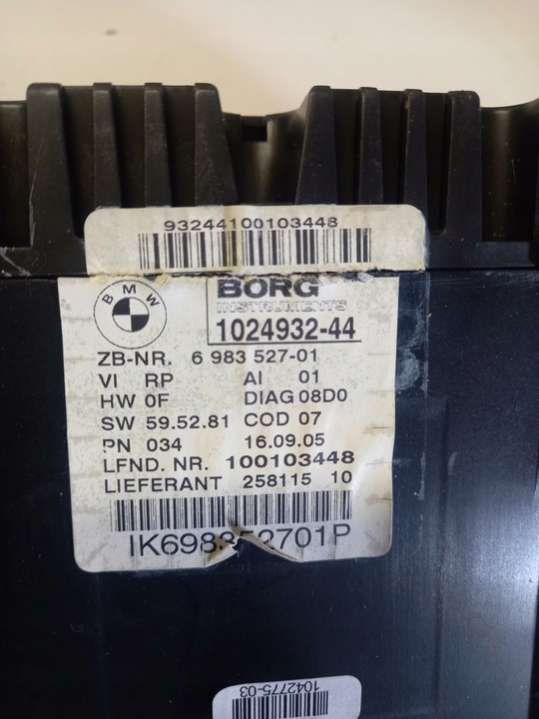 93244100103448
BMW
BORG
INSTRUMENTS
1024932-44
ZB-NR. 6 983 527-01
VI RP AI 01
HW 0F DIAG 08D0
SW 59.52.81 COD 07
PN 034 16.09.05
LFND. NR. 100103448
LIEFERANT 258115 10
IK698352701P
1042775-03